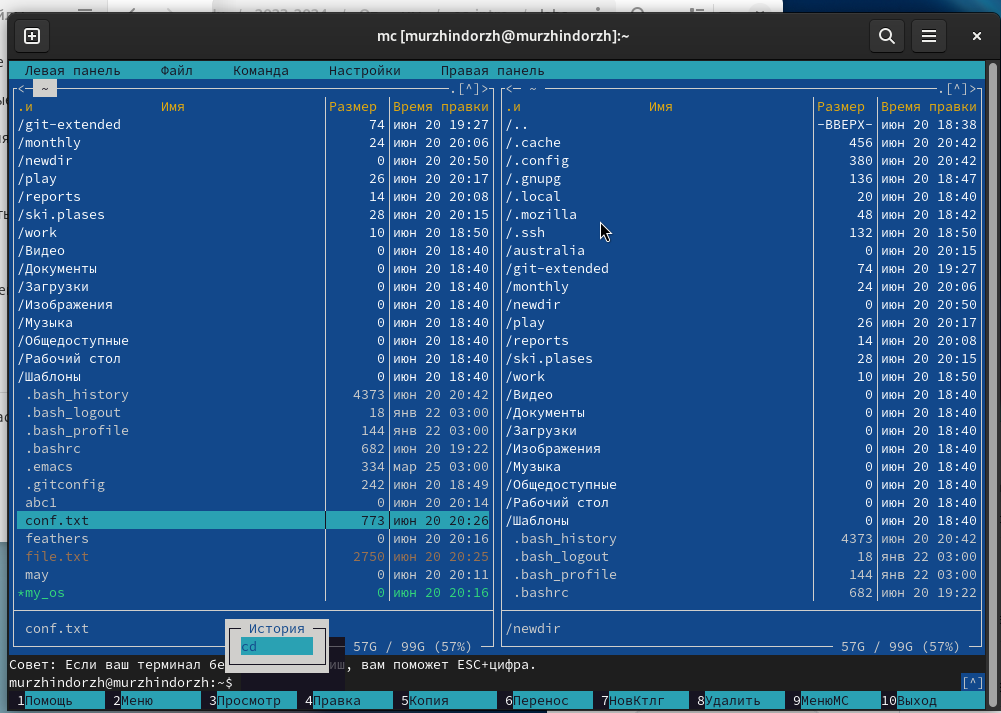 mc [murzhindorzh@murzhindorzh]:~
Левая панель Файл Команда Настройки Правая панель
<─ ~ .[^]> <─ ~ .[^]>
.и Имя Размер Время правки .и Имя Размер Время правки
/git-extended 74 июн 20 19:27 /.. -ВВЕРХ- июн 20 18:38
/monthly 24 июн 20 20:06 /.cache 456 июн 20 20:42
/newdir 0 июн 20 20:50 /.config 380 июн 20 20:42
/play 26 июн 20 20:17 /.gnupg 136 июн 20 18:47
/reports 14 июн 20 20:08 /.local 20 июн 20 18:40
/ski.plases 28 июн 20 20:15 /.mozilla 48 июн 20 18:42
/work 10 июн 20 18:50 /.ssh 132 июн 20 18:50
/Видео 0 июн 20 18:40 /australia 0 июн 20 20:15
/Документы 0 июн 20 18:40 /git-extended 74 июн 20 19:27
/Загрузки 0 июн 20 18:40 /monthly 24 июн 20 20:06
/Изображения 0 июн 20 18:40 /newdir 0 июн 20 20:50
/Музыка 0 июн 20 18:40 /play 26 июн 20 20:17
/Общедоступные 0 июн 20 18:40 /reports 14 июн 20 20:08
/Рабочий стол 0 июн 20 18:40 /ski.plases 28 июн 20 20:15
/Шаблоны 0 июн 20 18:40 /work 10 июн 20 18:50
.bash_history 4373 июн 20 20:42 /Видео 0 июн 20 18:40
.bash_logout 18 янв 22 03:00 /Документы 0 июн 20 18:40
.bash_profile 144 янв 22 03:00 /Загрузки 0 июн 20 18:40
.bashrc 682 июн 20 19:22 /Изображения 0 июн 20 18:40
.emacs 334 мар 25 03:00 /Музыка 0 июн 20 18:40
.gitconfig 242 июн 20 18:49 /Общедоступные 0 июн 20 18:40
abc1 0 июн 20 20:14 /Рабочий стол 0 июн 20 18:40
conf.txt 773 июн 20 20:26 /Шаблоны 0 июн 20 18:40
feathers 0 июн 20 20:16 .bash_history 4373 июн 20 20:42
file.txt 2750 июн 20 20:25 .bash_logout 18 янв 22 03:00
may 0 июн 20 20:11 .bash_profile 144 янв 22 03:00
*my_os 0 июн 20 20:16 .bashrc 682 июн 20 19:22
conf.txt История /newdir
cd 57G / 99G (57%) 57G / 99G (57%)
Совет: Если ваш терминал бе иш, вам поможет ESC+цифра.
murzhindorzh@murzhindorzh:~$ [^]
1Помощь 2Меню 3Просмотр 4Правка 5Копия 6Перенос 7НовКтлг 8Удалить 9МенюМС 10Выход